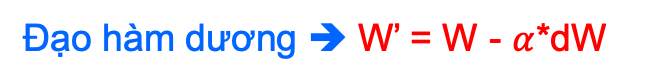 Đạo hàm dương ➔ W’ = W - 𝛼*dW